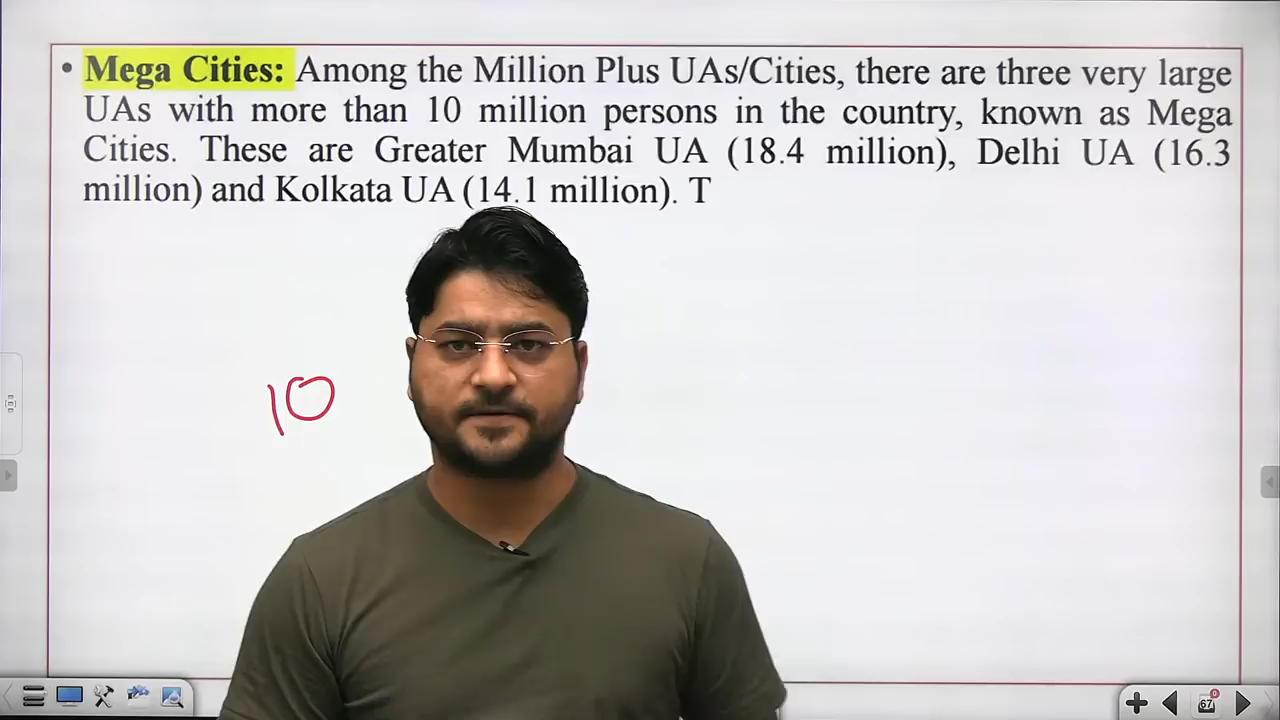 • Mega Cities: Among the Million Plus UAs/Cities, there are three very large
UAs with more than 10 million persons in the country, known as Mega
Cities. These are Greater Mumbai UA (18.4 million), Delhi UA (16.3
million) and Kolkata UA (14.1 million). T
10
67